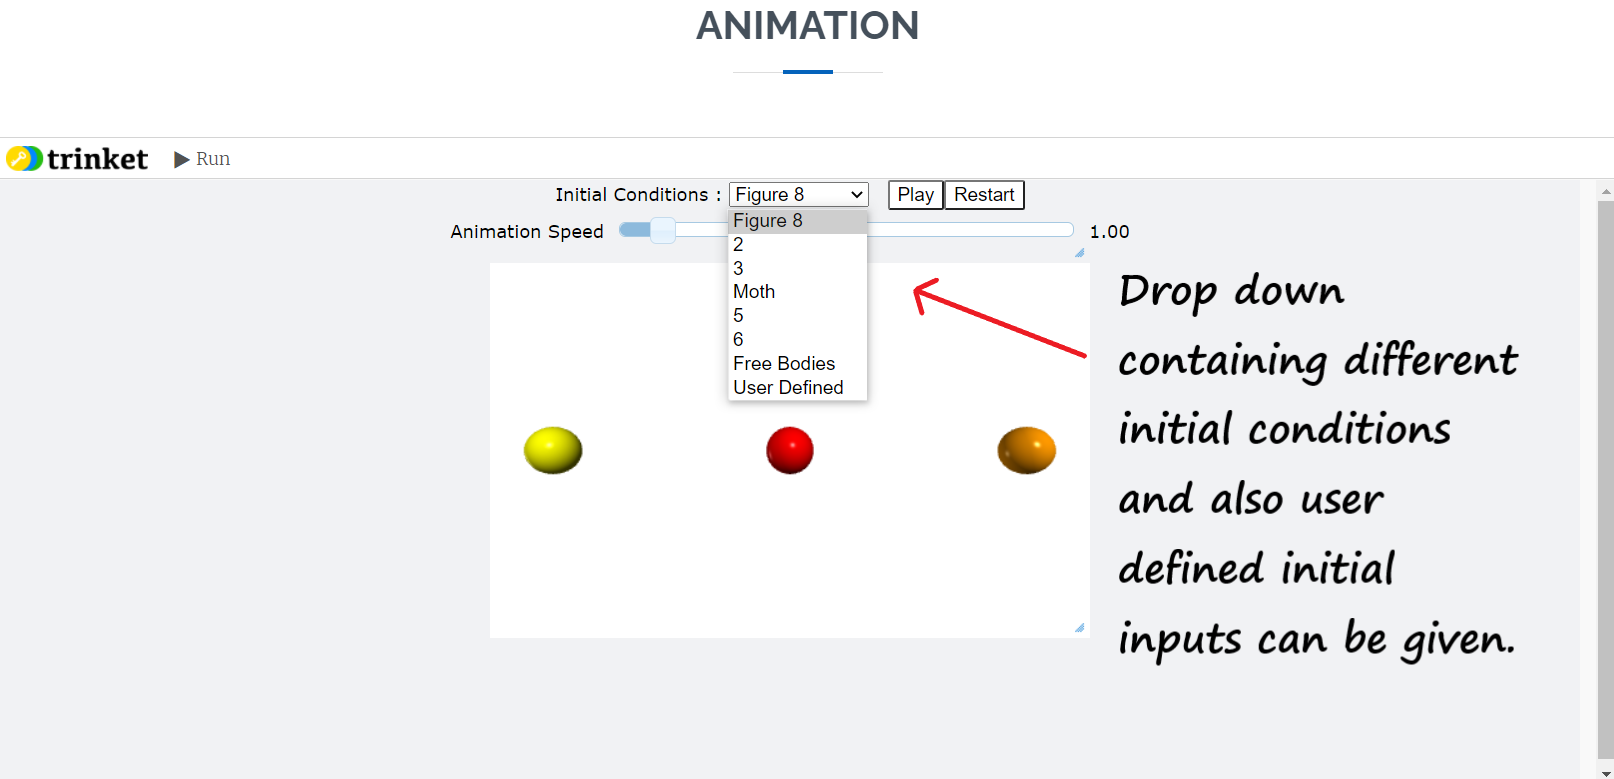 ANIMATION
trinket Run
Initial Conditions : Figure 8 Play Restart
Figure 8
Animation Speed 1.00
2
3
Moth
5
6
Free Bodies
User Defined
Drop down
containing different
initial conditions
and also user
defined initial
inputs can be given.